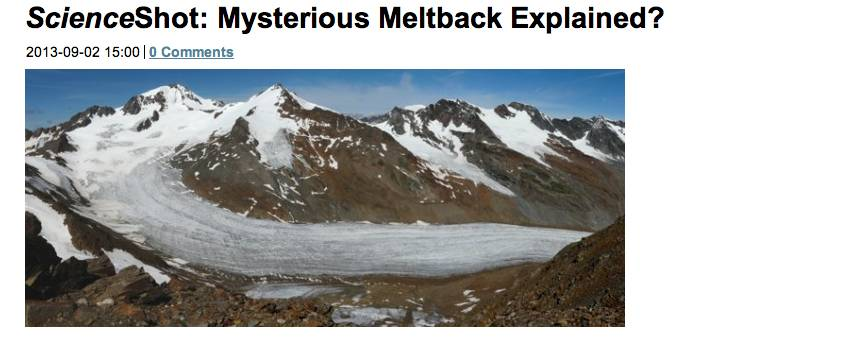 ScienceShot: Mysterious Meltback Explained?
2013-09-02 15:00 | 0 Comments